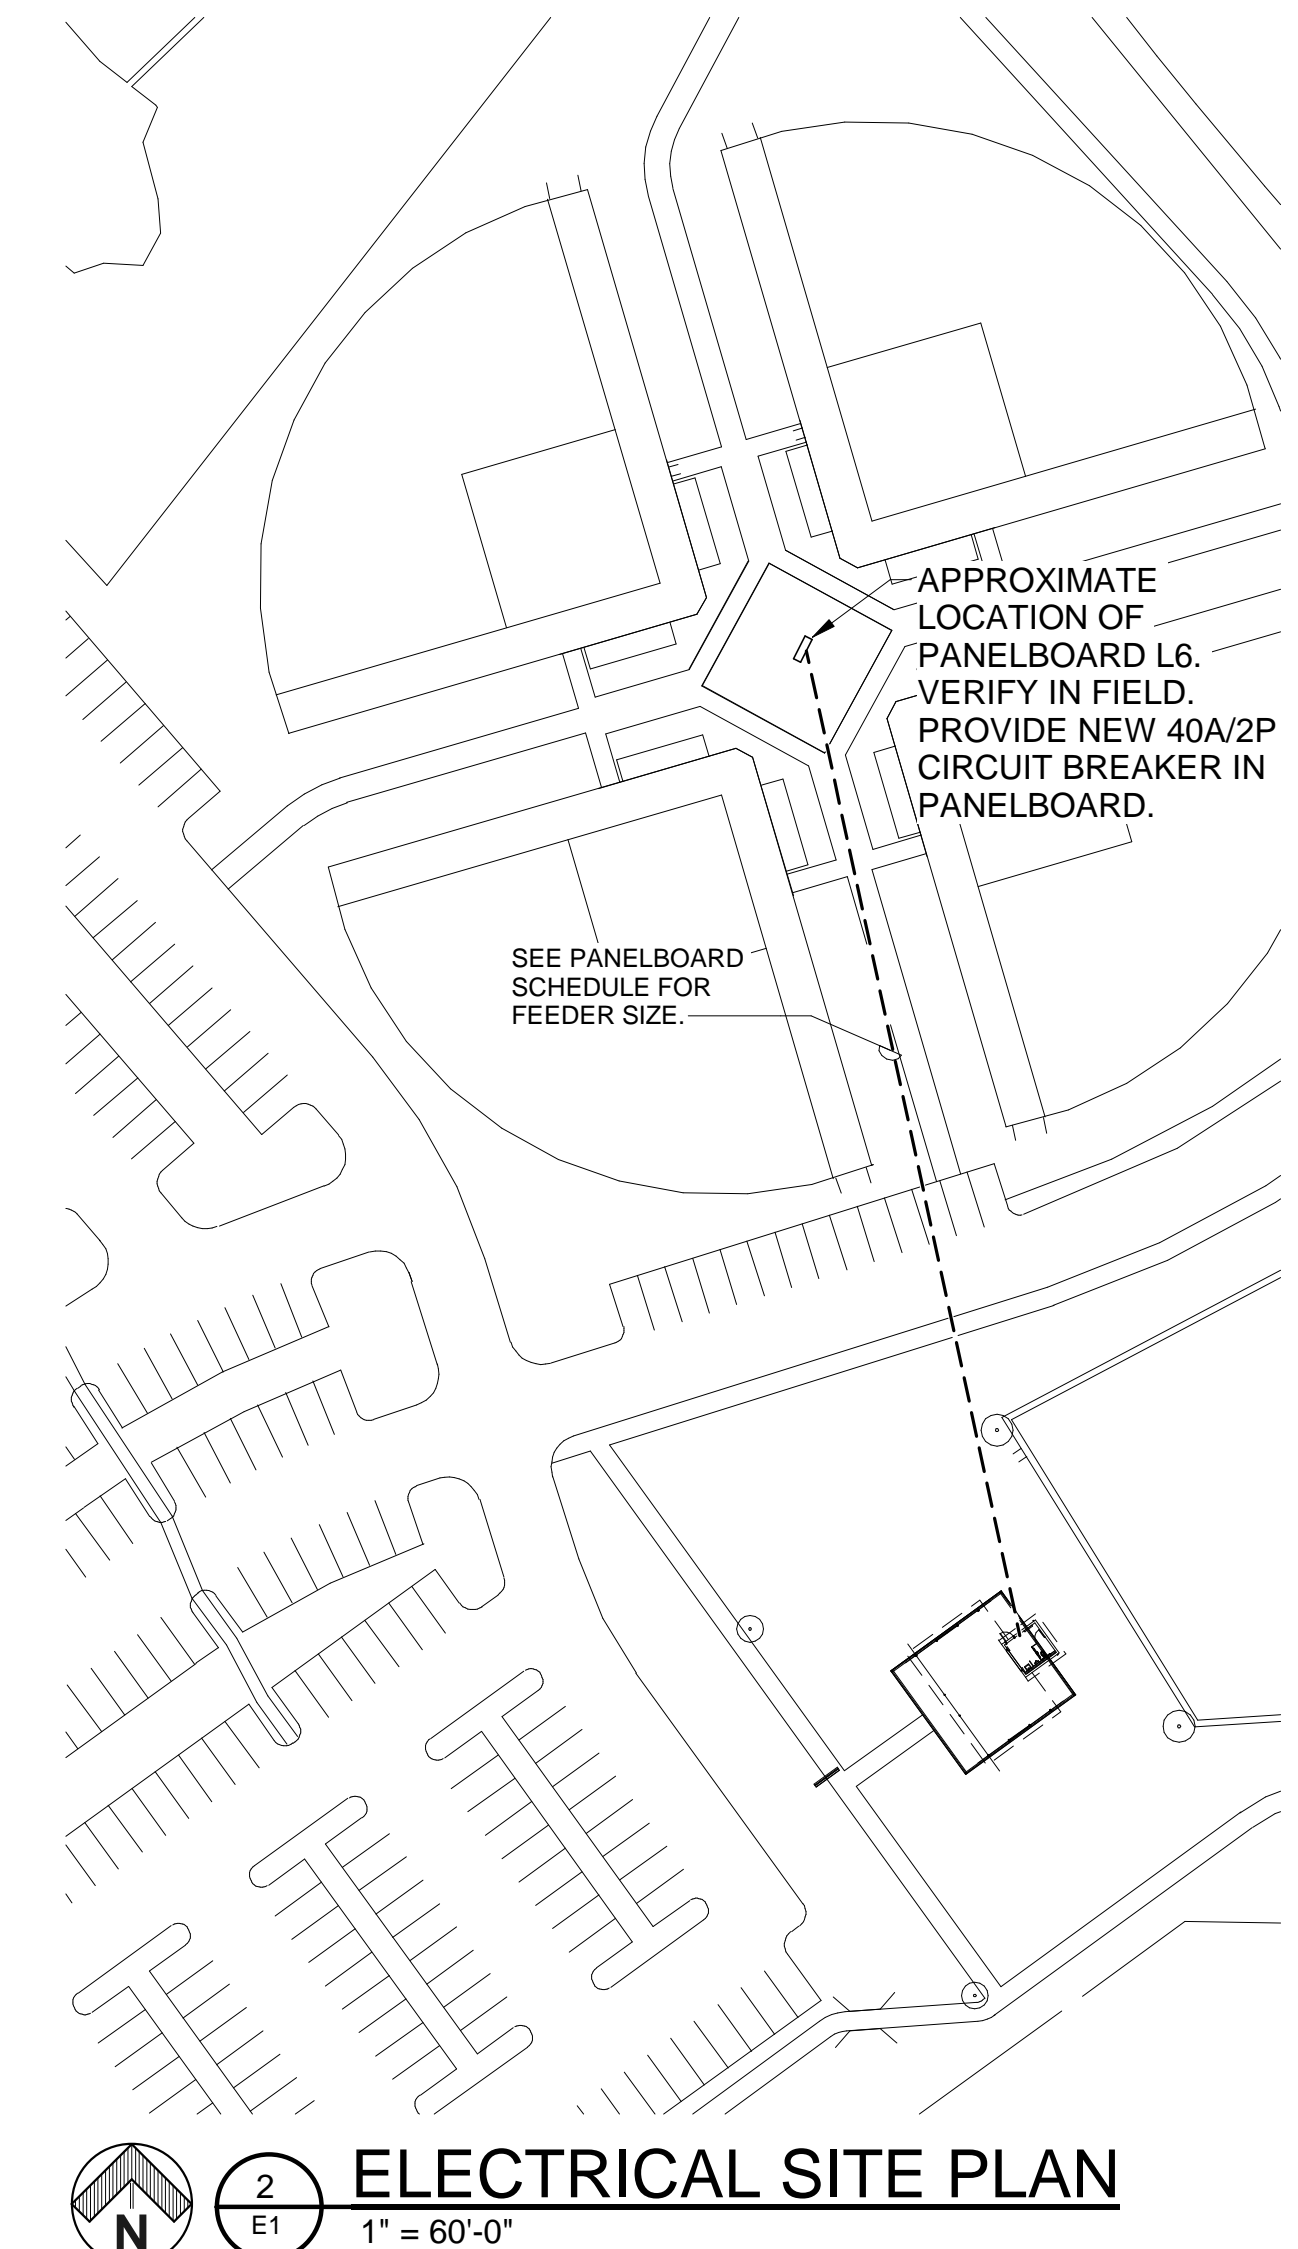 APPROXIMATE
LOCATION OF
PANELBOARD L6.
VERIFY IN FIELD.
PROVIDE NEW 40A/2P
CIRCUIT BREAKER IN
PANELBOARD.
SEE PANELBOARD
SCHEDULE FOR
FEEDER SIZE.
N
2
E1
ELECTRICAL SITE PLAN
1" = 60'-0"